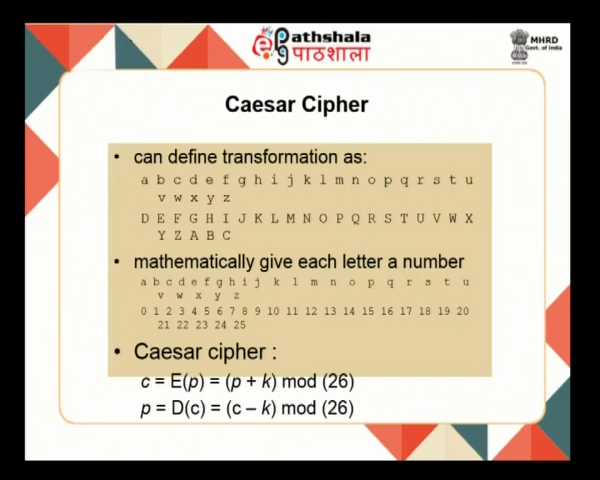 epathshala
पाठशाला
MHRD
Govt. of India
Caesar Cipher
• can define transformation as:
a b c d e f g h i j k l m n o p q r s t u
v w x y z
D E F G H I J K L M N O P Q R S T U V W X
Y Z A B C
• mathematically give each letter a number
a b c d e f g h i j k l m n o p q r s t u
v w x y z
0 1 2 3 4 5 6 7 8 9 10 11 12 13 14 15 16 17 18 19 20
21 22 23 24 25
• Caesar cipher :
c = E(p) = (p + k) mod (26)
p = D(c) = (c – k) mod (26)